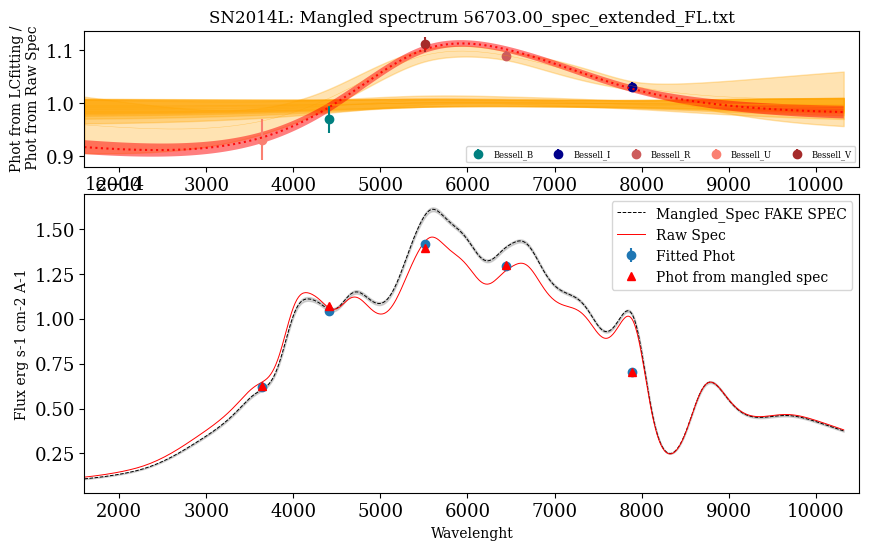 SN2014L: Mangled spectrum 56703.00_spec_extended_FL.txt
Phot from LCfitting /
Phot from Raw Spec
1.1
1.0
0.9
Bessell_B Bessell_I Bessell_R Bessell_U Bessell_V
2000 3000 4000 5000 6000 7000 8000 9000 10000
1e−14
Flux erg s-1 cm-2 A-1
1.50
1.25
1.00
0.75
0.50
0.25
Mangled_Spec FAKE SPEC
Raw Spec
Fitted Phot
Phot from mangled spec
2000 3000 4000 5000 6000 7000 8000 9000 10000
Wavelenght